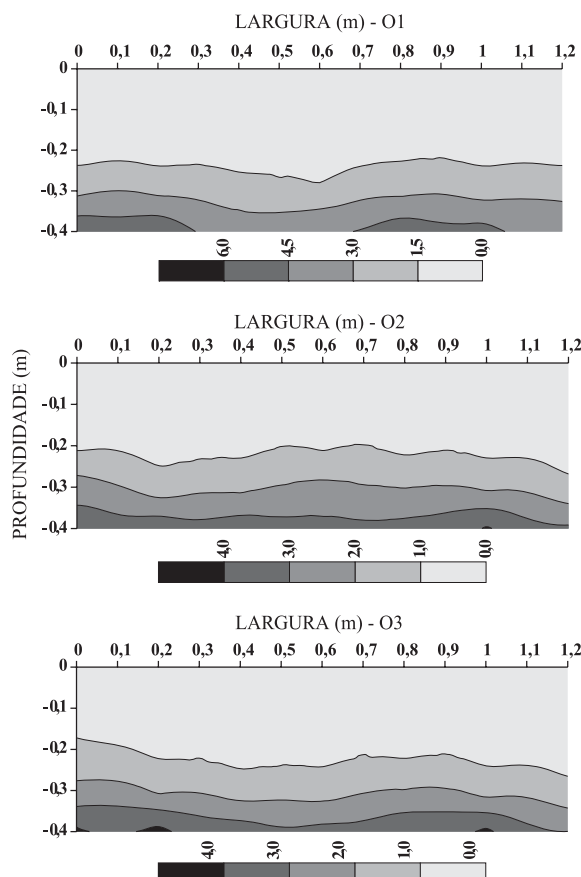 LARGURA (m) - O1
0 0,1 0,2 0,3 0,4 0,5 0,6 0,7 0,8 0,9 1 1,1 1,2
0
-0,1
-0,2
-0,3
-0,4
6,0 4,5 3,0 1,5 0,0
LARGURA (m) - O2
0 0,1 0,2 0,3 0,4 0,5 0,6 0,7 0,8 0,9 1 1,1 1,2
0
-0,1
-0,2
-0,3
-0,4
PROFUNDIDADE (m)
4,0 3,0 2,0 1,0 0,0
LARGURA (m) - O3
0 0,1 0,2 0,3 0,4 0,5 0,6 0,7 0,8 0,9 1 1,1 1,2
0
-0,1
-0,2
-0,3
-0,4
4,0 3,0 2,0 1,0 0,0